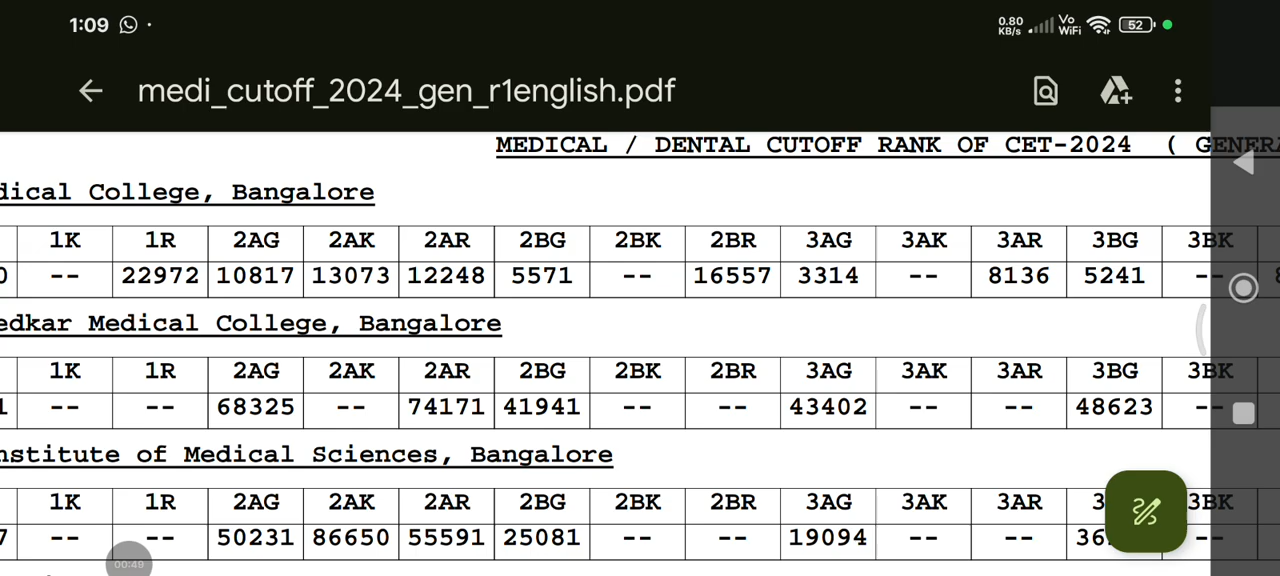 1:09
0.80 KB/s Vo WiFi 52
medi_cutoff_2024_gen_r1english.pdf
MEDICAL / DENTAL CUTOFF RANK OF CET-2024 ( GENERA
dical College, Bangalore
1K 1R 2AG 2AK 2AR 2BG 2BK 2BR 3AG 3AK 3AR 3BG 3BK
0 -- 22972 10817 13073 12248 5571 -- 16557 3314 -- 8136 5241 -- 8
edkar Medical College, Bangalore
1K 1R 2AG 2AK 2AR 2BG 2BK 2BR 3AG 3AK 3AR 3BG 3BK
1 -- -- 68325 -- 74171 41941 -- -- 43402 -- -- 48623 --
nstitute of Medical Sciences, Bangalore
1K 1R 2AG 2AK 2AR 2BG 2BK 2BR 3AG 3AK 3AR 3 3BK
7 -- -- 50231 86650 55591 25081 -- -- 19094 -- -- 36 --
00:49